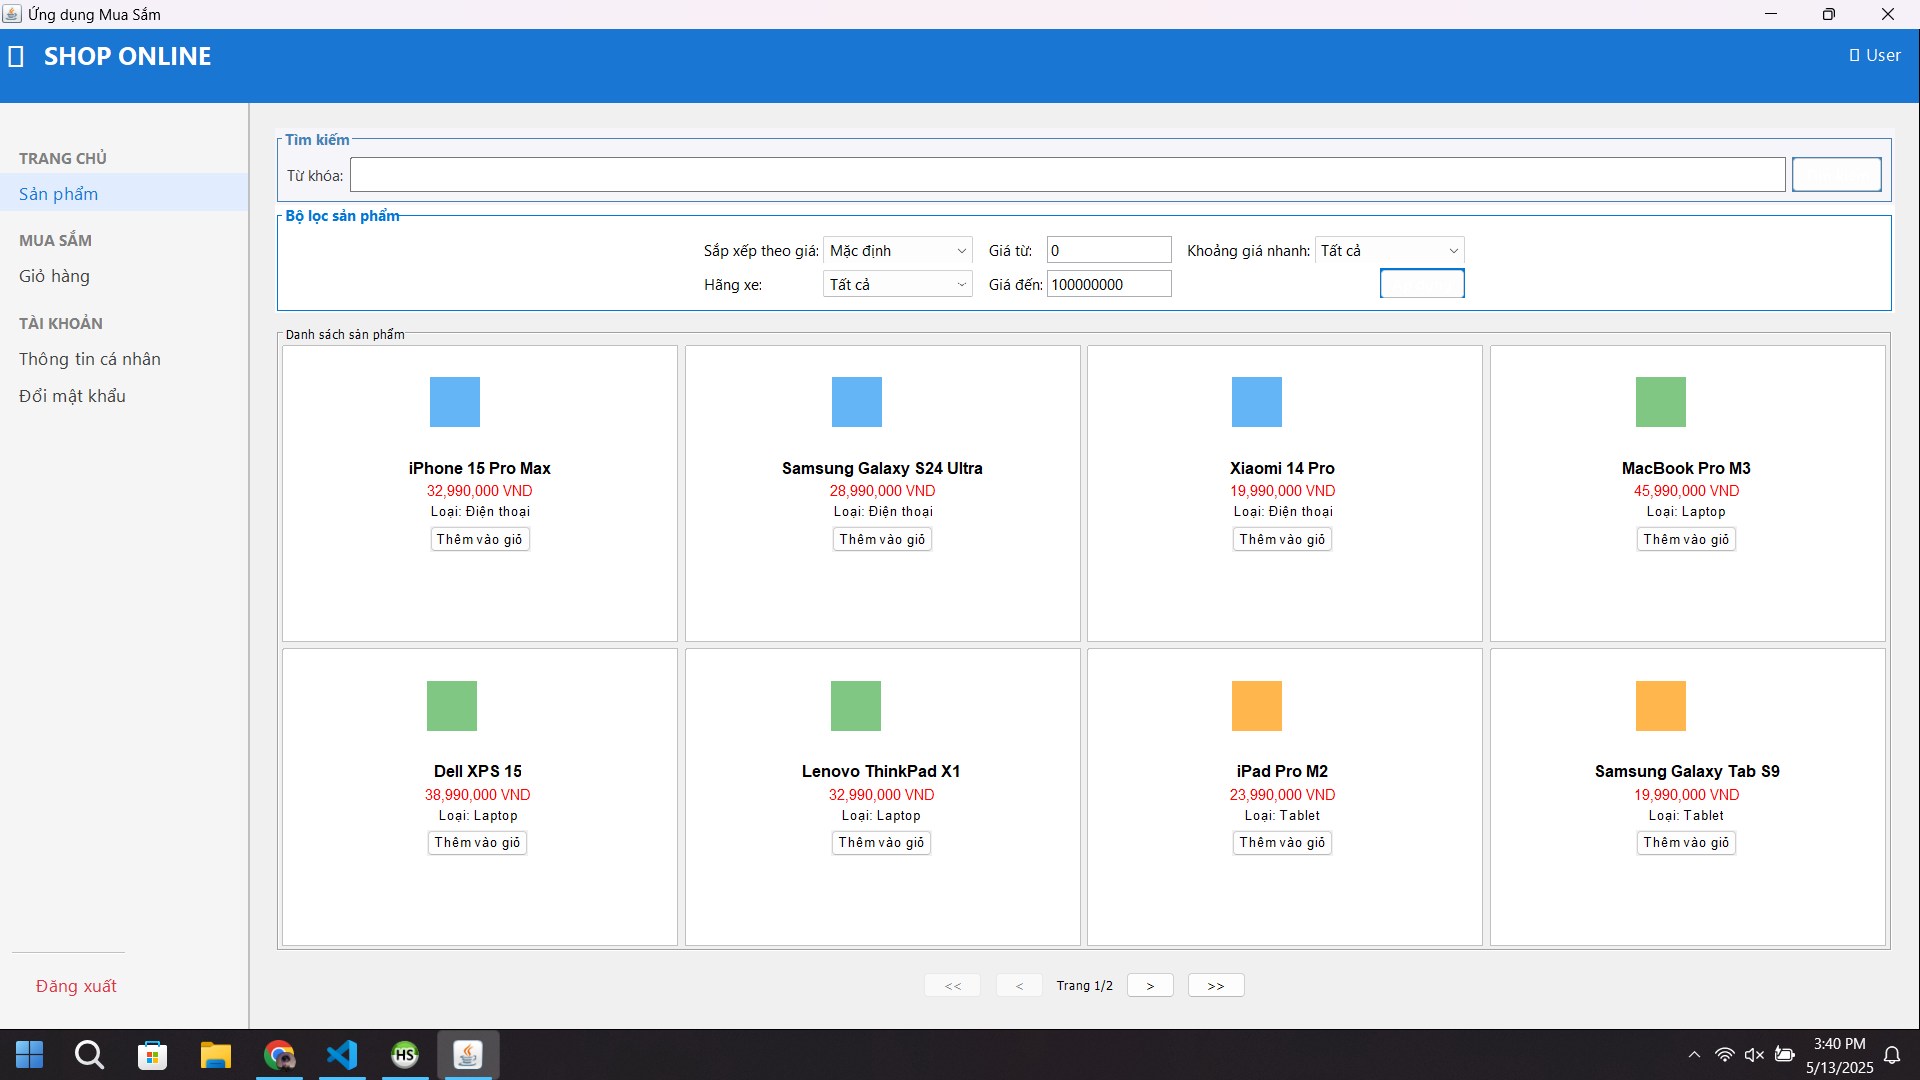 Ứng dụng Mua Sắm
SHOP ONLINE
User
TRANG CHỦ
Sản phẩm
MUA SẮM
Giỏ hàng
TÀI KHOẢN
Thông tin cá nhân
Đổi mật khẩu
Đăng xuất
Tìm kiếm
Từ khóa:
Bộ lọc sản phẩm
Sắp xếp theo giá: Mặc định Giá từ: 0 Khoảng giá nhanh: Tất cả
Hãng xe: Tất cả Giá đến: 100000000
Danh sách sản phẩm
iPhone 15 Pro Max
32,990,000 VND
Loại: Điện thoại
Thêm vào giỏ
Samsung Galaxy S24 Ultra
28,990,000 VND
Loại: Điện thoại
Thêm vào giỏ
Xiaomi 14 Pro
19,990,000 VND
Loại: Điện thoại
Thêm vào giỏ
MacBook Pro M3
45,990,000 VND
Loại: Laptop
Thêm vào giỏ
Dell XPS 15
38,990,000 VND
Loại: Laptop
Thêm vào giỏ
Lenovo ThinkPad X1
32,990,000 VND
Loại: Laptop
Thêm vào giỏ
iPad Pro M2
23,990,000 VND
Loại: Tablet
Thêm vào giỏ
Samsung Galaxy Tab S9
19,990,000 VND
Loại: Tablet
Thêm vào giỏ
<< < Trang 1/2 > >>
HS
3:40 PM
5/13/2025